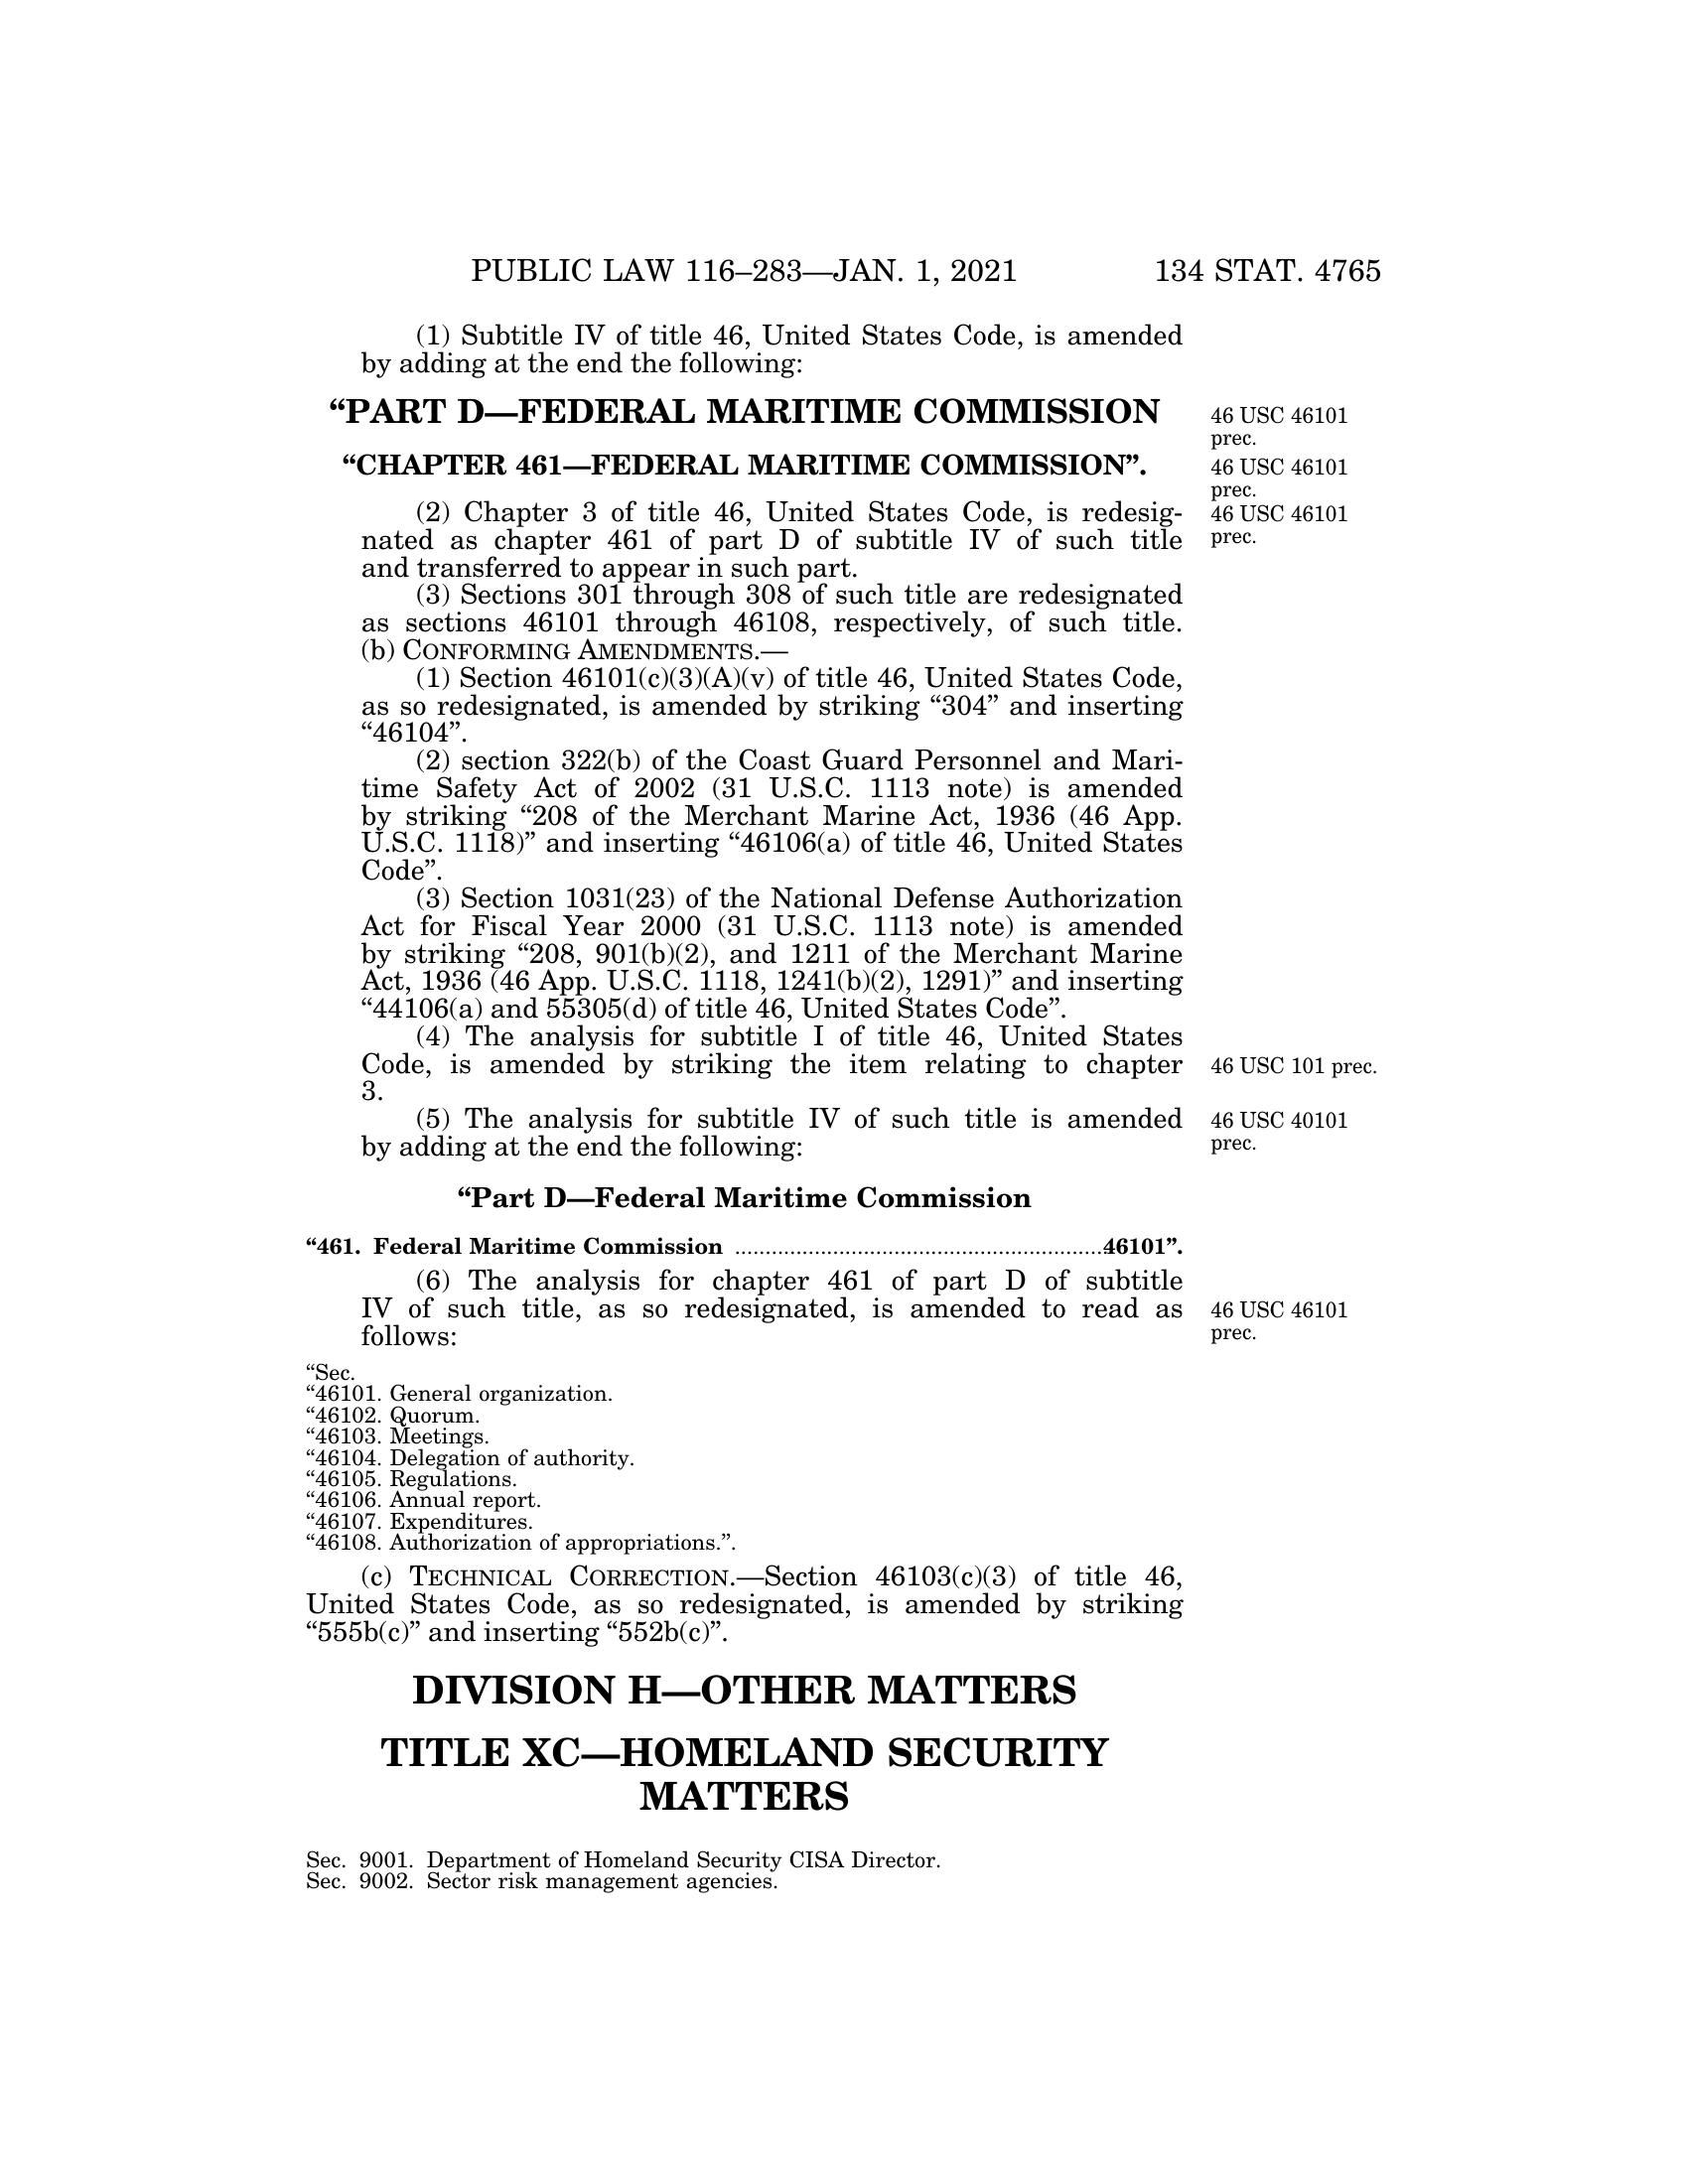 PUBLIC LAW 116–283—JAN. 1, 2021 134 STAT. 4765
(1) Subtitle IV of title 46, United States Code, is amended
by adding at the end the following:
“PART D—FEDERAL MARITIME COMMISSION
46 USC 46101
prec.
“CHAPTER 461—FEDERAL MARITIME COMMISSION”.
46 USC 46101
prec.
(2) Chapter 3 of title 46, United States Code, is redesig-
46 USC 46101
prec.
nated as chapter 461 of part D of subtitle IV of such title
and transferred to appear in such part.
(3) Sections 301 through 308 of such title are redesignated
as sections 46101 through 46108, respectively, of such title.
(b) CONFORMING AMENDMENTS.—
(1) Section 46101(c)(3)(A)(v) of title 46, United States Code,
as so redesignated, is amended by striking “304” and inserting
“46104”.
(2) section 322(b) of the Coast Guard Personnel and Mari-
time Safety Act of 2002 (31 U.S.C. 1113 note) is amended
by striking “208 of the Merchant Marine Act, 1936 (46 App.
U.S.C. 1118)” and inserting “46106(a) of title 46, United States
Code”.
(3) Section 1031(23) of the National Defense Authorization
Act for Fiscal Year 2000 (31 U.S.C. 1113 note) is amended
by striking “208, 901(b)(2), and 1211 of the Merchant Marine
Act, 1936 (46 App. U.S.C. 1118, 1241(b)(2), 1291)” and inserting
“44106(a) and 55305(d) of title 46, United States Code”.
(4) The analysis for subtitle I of title 46, United States
Code, is amended by striking the item relating to chapter
46 USC 101 prec.
3.
(5) The analysis for subtitle IV of such title is amended
46 USC 40101
prec.
by adding at the end the following:
“Part D—Federal Maritime Commission
“461. Federal Maritime Commission ..............................................................46101”.
(6) The analysis for chapter 461 of part D of subtitle
IV of such title, as so redesignated, is amended to read as
46 USC 46101
prec.
follows:
“Sec.
“46101. General organization.
“46102. Quorum.
“46103. Meetings.
“46104. Delegation of authority.
“46105. Regulations.
“46106. Annual report.
“46107. Expenditures.
“46108. Authorization of appropriations.”.
(c) TECHNICAL CORRECTION.—Section 46103(c)(3) of title 46,
United States Code, as so redesignated, is amended by striking
“555b(c)” and inserting “552b(c)”.
DIVISION H—OTHER MATTERS
TITLE XC—HOMELAND SECURITY
MATTERS
Sec. 9001. Department of Homeland Security CISA Director.
Sec. 9002. Sector risk management agencies.